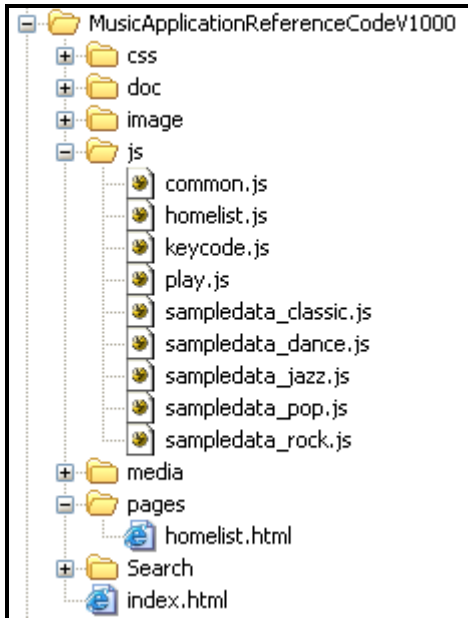 MusicApplicationReferenceCodeV1000
css
doc
image
js
common.js
homelist.js
keycode.js
play.js
sampledata_classic.js
sampledata_dance.js
sampledata_jazz.js
sampledata_pop.js
sampledata_rock.js
media
pages
homelist.html
Search
index.html